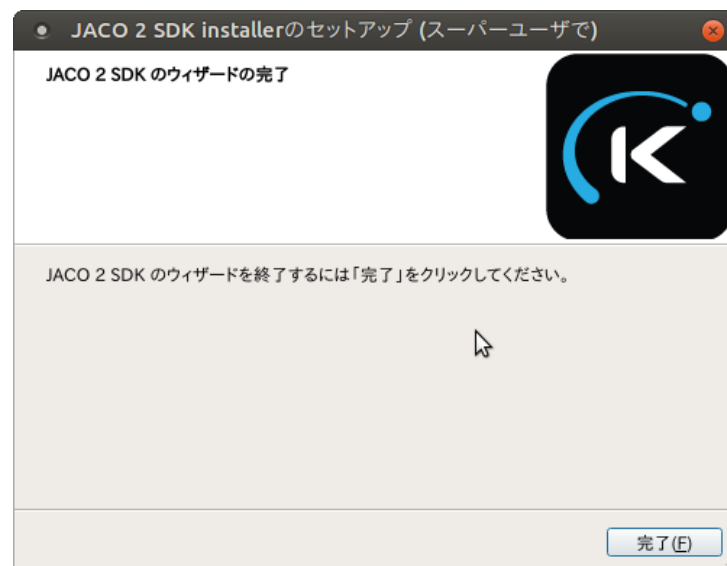 JACO 2 SDK installerのセットアップ (スーパーユーザで)
JACO 2 SDK のウィザードの完了
JACO 2 SDK のウィザードを終了するには「完了」をクリックしてください。
完了(F)